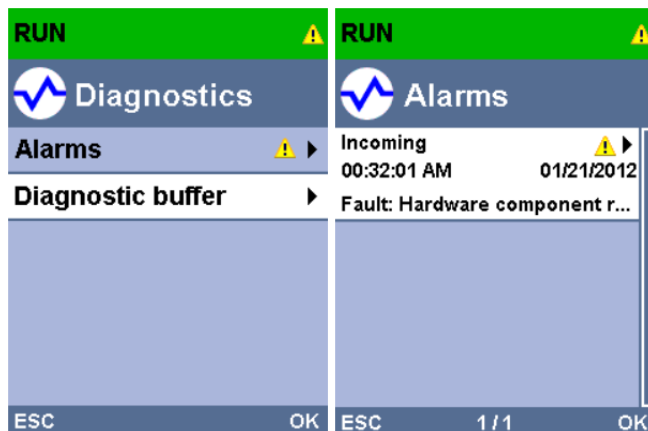 RUN
Diagnostics
Alarms
Diagnostic buffer
ESC OK
RUN
Alarms
Incoming
00:32:01 AM 01/21/2012
Fault: Hardware component r...
ESC 1/1 OK